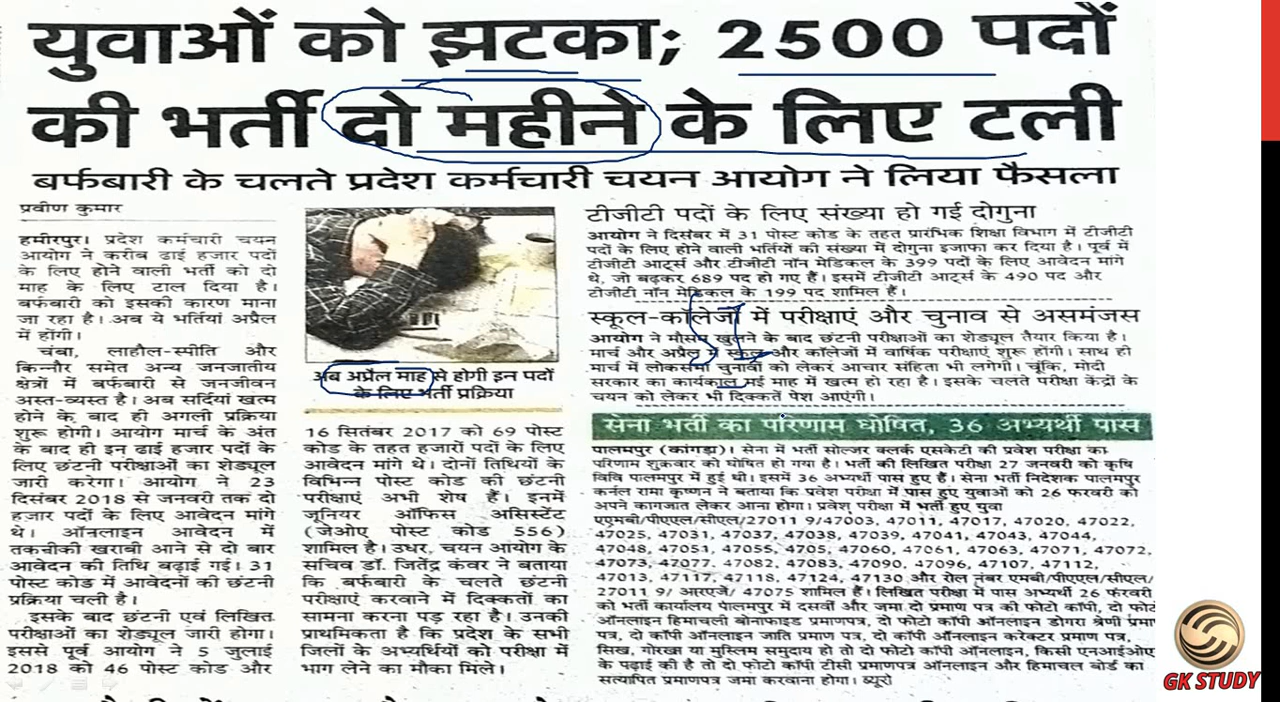 युवाओं को झटका; 2500 पदों
की भर्ती दो महीने के लिए टली
बर्फबारी के चलते प्रदेश कर्मचारी चयन आयोग ने लिया फैसला
प्रवीण कुमार
हमीरपुर। प्रदेश कर्मचारी चयन
आयोग ने करीब ढाई हजार पदों
के लिए होने वाली भर्ती को दो
माह के लिए टाल दिया है।
बर्फबारी को इसकी कारण माना
जा रहा है। अब ये भर्तियां अप्रैल
में होंगी।
चंबा, लाहौल-स्पीति और
किन्नौर समेत अन्य जनजातीय
क्षेत्रों में बर्फबारी से जनजीवन
अस्त-व्यस्त है। अब सर्दियां खत्म
होने के बाद ही अगली प्रक्रिया
शुरू होगी। आयोग मार्च के अंत
के बाद ही इन ढाई हजार पदों के
लिए छंटनी परीक्षाओं का शेड्यूल
जारी करेगा। आयोग ने 23
दिसंबर 2018 से जनवरी तक दो
हजार पदों के लिए आवेदन मांगे
थे। ऑनलाइन आवेदन में
तकनीकी खराबी आने से दो बार
आवेदन की तिथि बढ़ाई गई। 31
पोस्ट कोड में आवेदनों की छंटनी
प्रक्रिया चली है।
इसके बाद छंटनी एवं लिखित
परीक्षाओं का शेड्यूल जारी होगा।
इससे पूर्व आयोग ने 5 जुलाई
2018 को 46 पोस्ट कोड और
अब अप्रैल माह से होगी इन पदों
के लिए भर्ती प्रक्रिया
16 सितंबर 2017 को 69 पोस्ट
कोड के तहत हजारों पदों के लिए
आवेदन मांगे थे। दोनों तिथियों के
विभिन्न पोस्ट कोड की छंटनी
परीक्षाएं अभी शेष हैं। इनमें
जूनियर ऑफिस असिस्टेंट
(जेओए पोस्ट कोड 556)
शामिल है। उधर, चयन आयोग के
सचिव डॉ. जितेंद्र कंवर ने बताया
कि बर्फबारी के चलते छंटनी
परीक्षाएं करवाने में दिक्कतों का
सामना करना पड़ रहा है। उनकी
प्राथमिकता है कि प्रदेश के सभी
जिलों के अभ्यर्थियों को परीक्षा में
भाग लेने का मौका मिले।
टीजीटी पदों के लिए संख्या हो गई दोगुना
आयोग ने दिसंबर में 31 पोस्ट कोड के तहत प्रारंभिक शिक्षा विभाग में टीजीटी
पदों के लिए होने वाली भर्तियों की संख्या में दोगुना इजाफा कर दिया है। पूर्व में
टीजीटी आर्ट्स और टीजीटी नॉन मेडिकल के 399 पदों के लिए आवेदन मांगे
थे, जो बढ़कर 689 पद हो गए हैं। इसमें टीजीटी आर्ट्स के 490 पद और
टीजीटी नॉन मेडिकल के 199 पद शामिल हैं।
स्कूल-कॉलेजों में परीक्षाएं और चुनाव से असमंजस
आयोग ने मौसम खुलने के बाद छंटनी परीक्षाओं का शेड्यूल तैयार किया है।
मार्च और अप्रैल में स्कूल और कॉलेजों में वार्षिक परीक्षाएं शुरू होंगी। साथ ही
मार्च में लोकसभा चुनावों को लेकर आचार संहिता भी लगेगी। चूंकि, मोदी
सरकार का कार्यकाल मई माह में खत्म हो रहा है। इसके चलते परीक्षा केंद्रों के
चयन को लेकर भी दिक्कतें पेश आएंगी।
सेना भर्ती का परिणाम घोषित, 36 अभ्यर्थी पास
पालमपुर (कांगड़ा)। सेना में भर्ती सोल्जर क्लर्क एसकेटी की प्रवेश परीक्षा का
परिणाम शुक्रवार को घोषित हो गया है। भर्ती की लिखित परीक्षा 27 जनवरी को कृषि
विवि पालमपुर में हुई थी। इसमें 36 अभ्यर्थी पास हुए हैं। सेना भर्ती निदेशक पालमपुर
कर्नल रामा कृष्णन ने बताया कि प्रवेश परीक्षा में पास हुए युवाओं को 26 फरवरी को
अपने कागजात लेकर आना होगा। प्रवेश परीक्षा में भर्ती हुए युवा
एएमबी/पीएएल/सीएल/27011 9/47003, 47011, 47017, 47020, 47022,
47025, 47031, 47037, 47038, 47039, 47041, 47043, 47044,
47048, 47051, 47055, 4705, 47060, 47061, 47063, 47071, 47072,
47073, 47077, 47082, 47083, 47090, 47096, 47107, 47112,
47013, 47117, 47118, 47124, 47130 और रोल नंबर एमबी/पीएएल/सीएल/
27011 9/ आरएजे/ 47075 शामिल हैं। लिखित परीक्षा में पास अभ्यर्थी 26 फरवरी
को भर्ती कार्यालय पालमपुर में दसवीं और जमा दो प्रमाण पत्र की फोटो कॉपी, दो फोटो
ऑनलाइन हिमाचली बोनाफाइड प्रमाणपत्र, दो फोटो कॉपी ऑनलाइन डोगरा श्रेणी प्रमा
पत्र, दो कॉपी ऑनलाइन जाति प्रमाण पत्र, दो कॉपी ऑनलाइन करेक्टर प्रमाण पत्र,
सिख, गोरखा या मुस्लिम समुदाय हो तो दो फोटो कॉपी ऑनलाइन, किसी एनआईओए
के पढ़ाई की है तो दो फोटो कॉपी टीसी प्रमाणपत्र ऑनलाइन और हिमाचल बोर्ड का
सत्यापित प्रमाणपत्र जमा करवाना होगा। ब्यूरो
GK STUDY